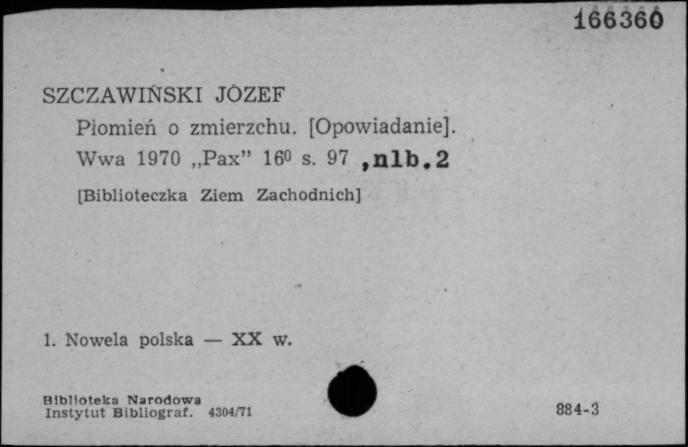 166360
SZCZAWIŃSKI JÓZEF
Płomień o zmierzchu. [Opowiadanie].
Wwa 1970 „Pax” 16⁰ s. 97 ,nlb.2
[Biblioteczka Ziem Zachodnich]
1. Nowela polska — XX w.
Biblioteka Narodowa
Instytut Bibliograf. 4304/71
884-3